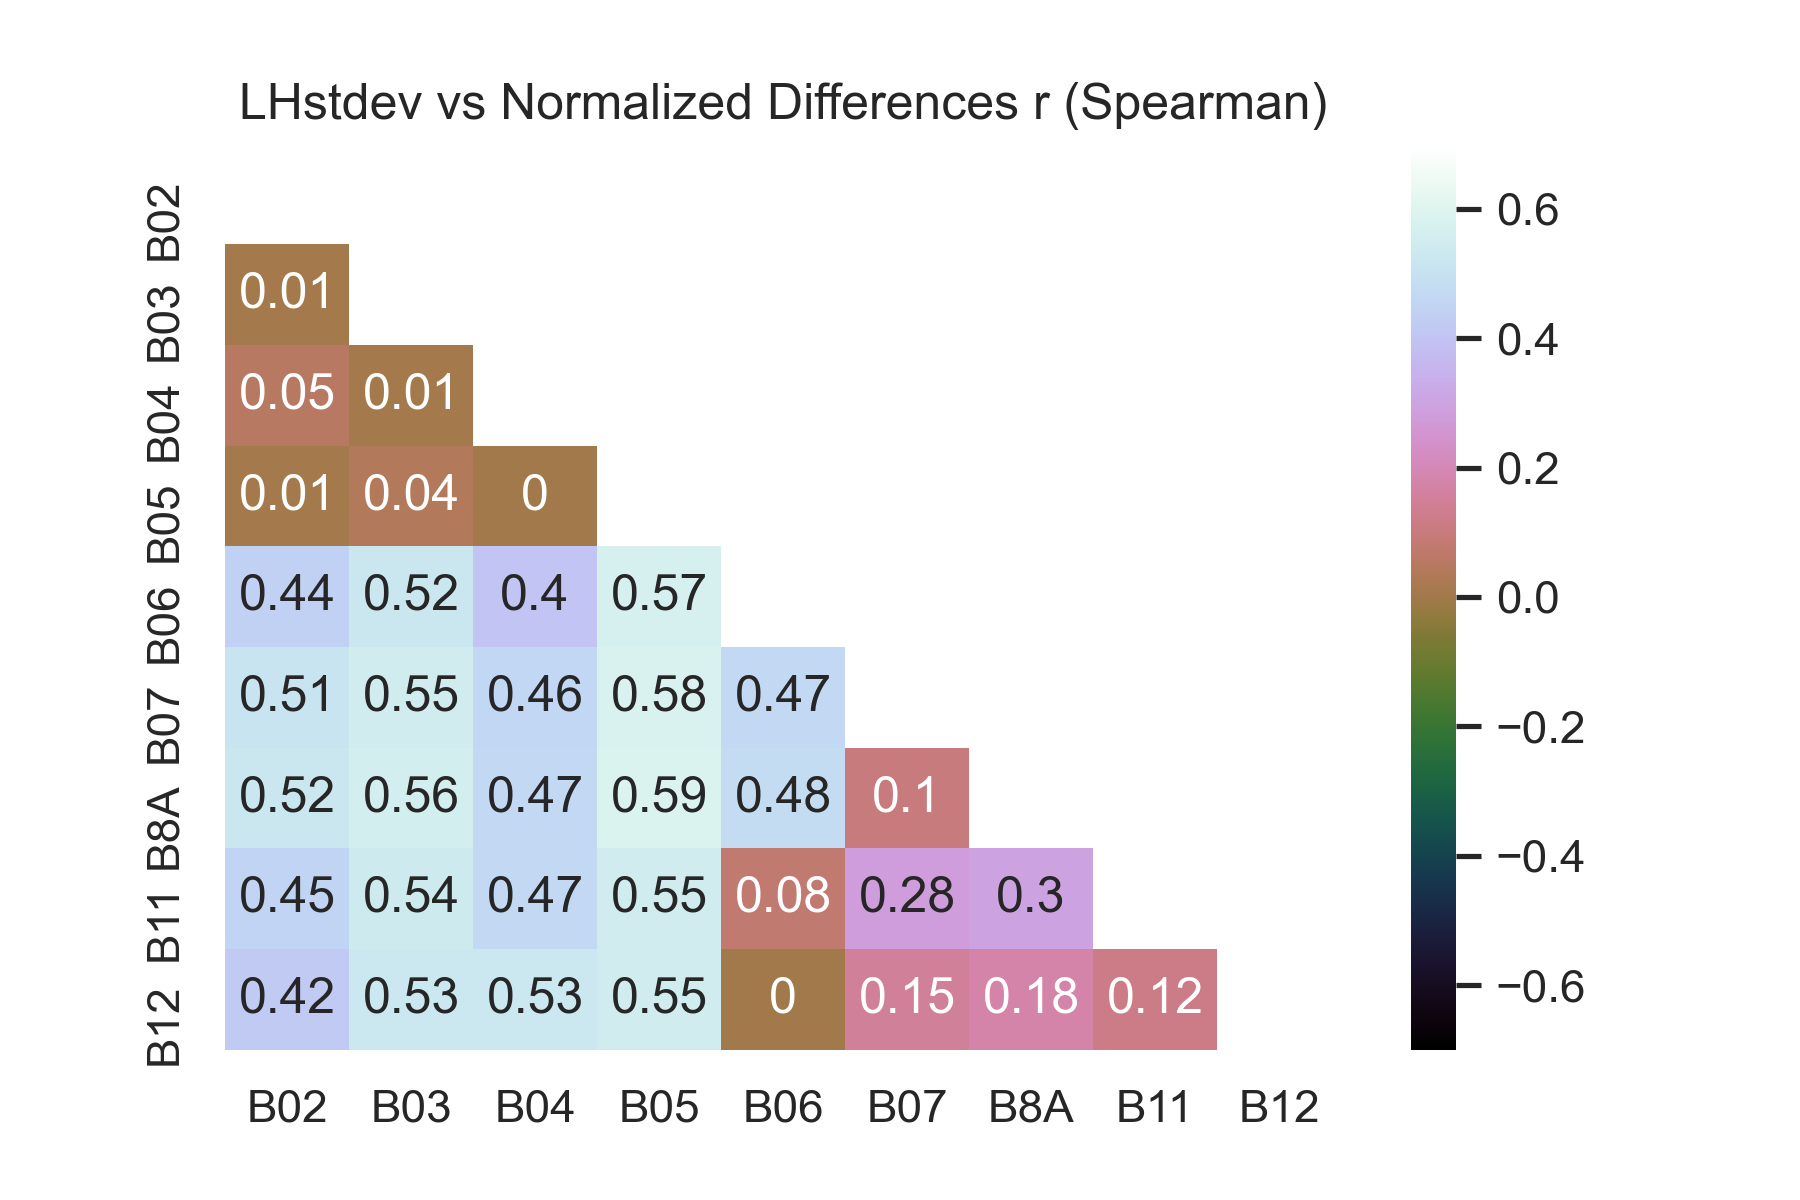 LHstdev vs Normalized Differences r (Spearman)
B02
B03 0.01
B04 0.05 0.01
B05 0.01 0.04 0
B06 0.44 0.52 0.4 0.57
B07 0.51 0.55 0.46 0.58 0.47
B8A 0.52 0.56 0.47 0.59 0.48 0.1
B11 0.45 0.54 0.47 0.55 0.08 0.28 0.3
B12 0.42 0.53 0.53 0.55 0 0.15 0.18 0.12
B02 B03 B04 B05 B06 B07 B8A B11 B12
0.6
0.4
0.2
0.0
−0.2
−0.4
−0.6